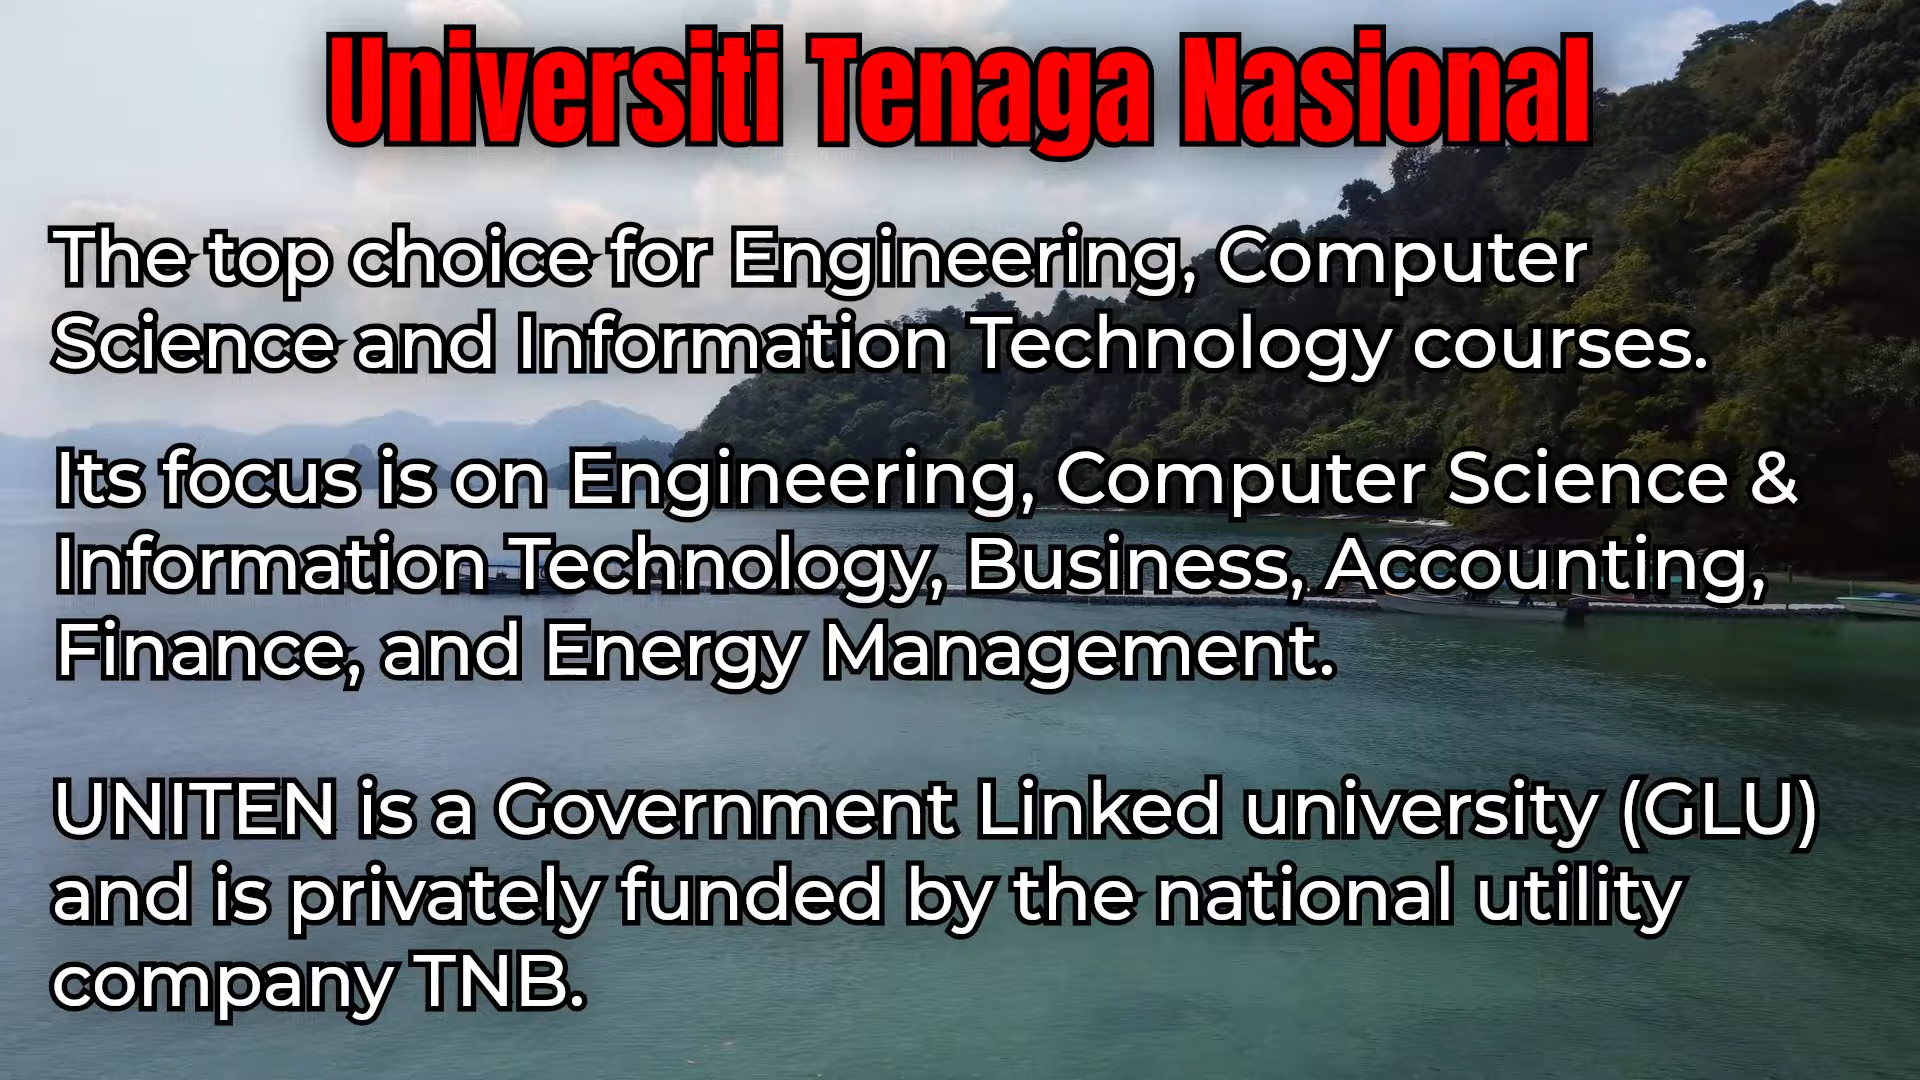 Universiti Tenaga Nasional
The top choice for Engineering, Computer
Science and Information Technology courses.
Its focus is on Engineering, Computer Science &
Information Technology, Business, Accounting,
Finance, and Energy Management.
UNITEN is a Government Linked university (GLU)
and is privately funded by the national utility
company TNB.